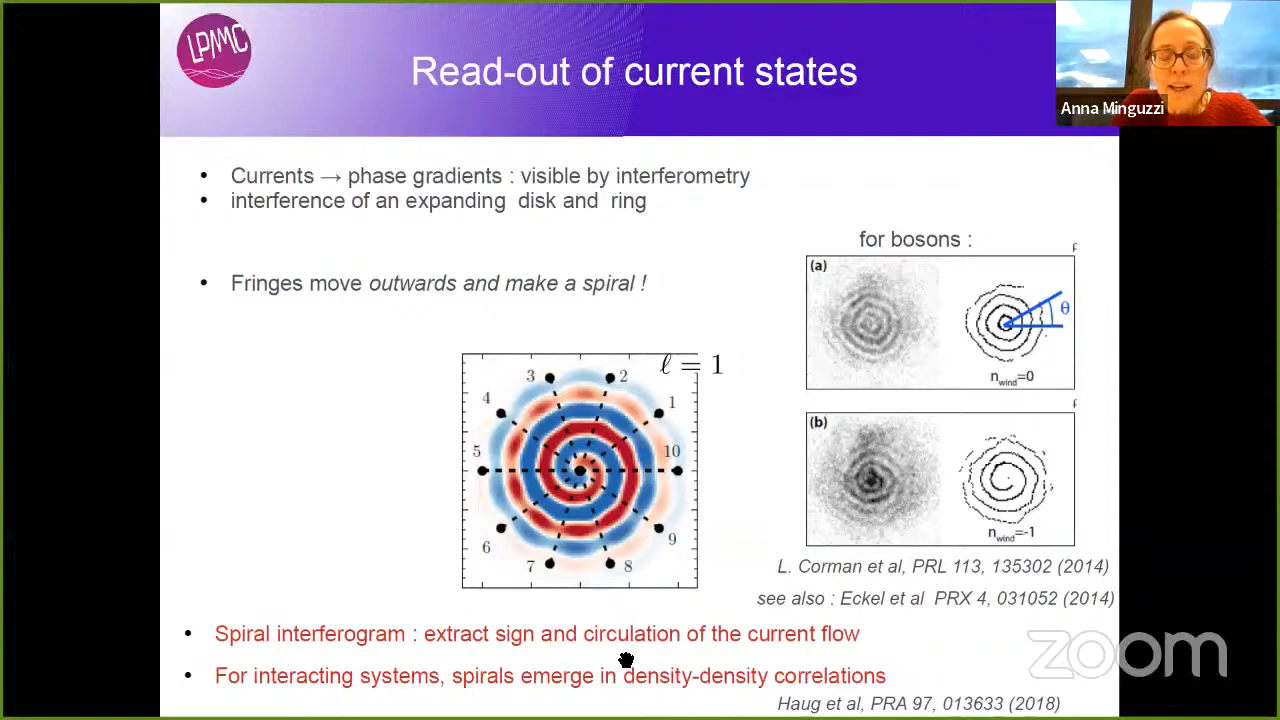 LPMMC
Read-out of current states
Anna Minguzzi
• Currents → phase gradients : visible by interferometry
• interference of an expanding disk and ring
for bosons :
• Fringes move outwards and make a spiral !
(a)
θ
n_wind=0
ℓ = 1
3
2
4
1
5
10
6
9
7
8
(b)
n_wind=-1
L. Corman et al, PRL 113, 135302 (2014)
see also : Eckel et al PRX 4, 031052 (2014)
• Spiral interferogram : extract sign and circulation of the current flow
• For interacting systems, spirals emerge in density-density correlations
Haug et al, PRA 97, 013633 (2018)
zoom